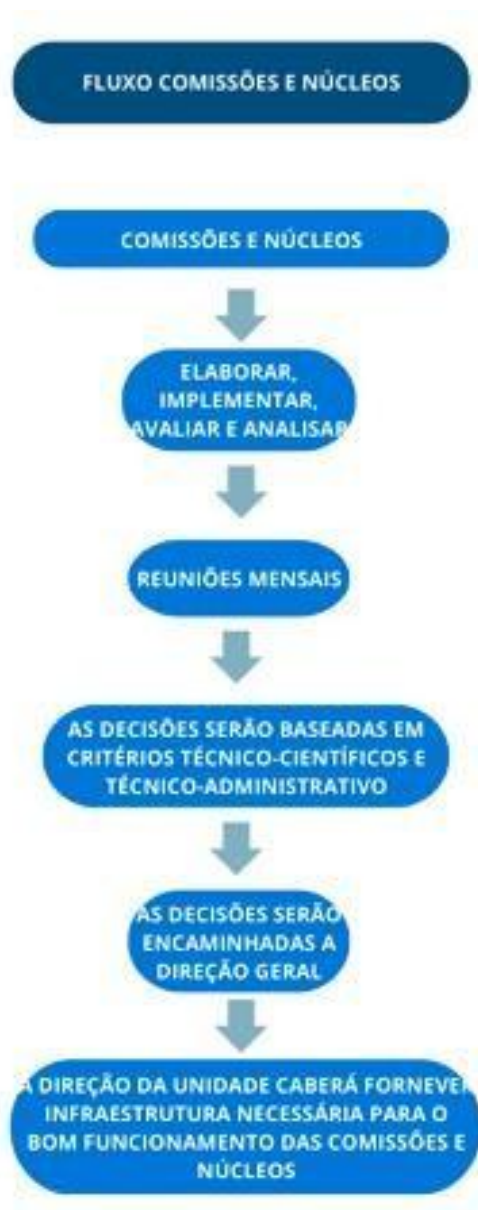 FLUXO COMISSÕES E NÚCLEOS
COMISSÕES E NÚCLEOS
ELABORAR,
IMPLEMENTAR,
AVALIAR E ANALISAR
REUNIÕES MENSAIS
AS DECISÕES SERÃO BASEADAS EM
CRITÉRIOS TÉCNICO-CIENTÍFICOS E
TÉCNICO-ADMINISTRATIVO
AS DECISÕES SERÃO
ENCAMINHADAS A
DIREÇÃO GERAL
A DIREÇÃO DA UNIDADE CABERÁ FORNEVER
INFRAESTRUTURA NECESSÁRIA PARA O
BOM FUNCIONAMENTO DAS COMISSÕES E
NÚCLEOS